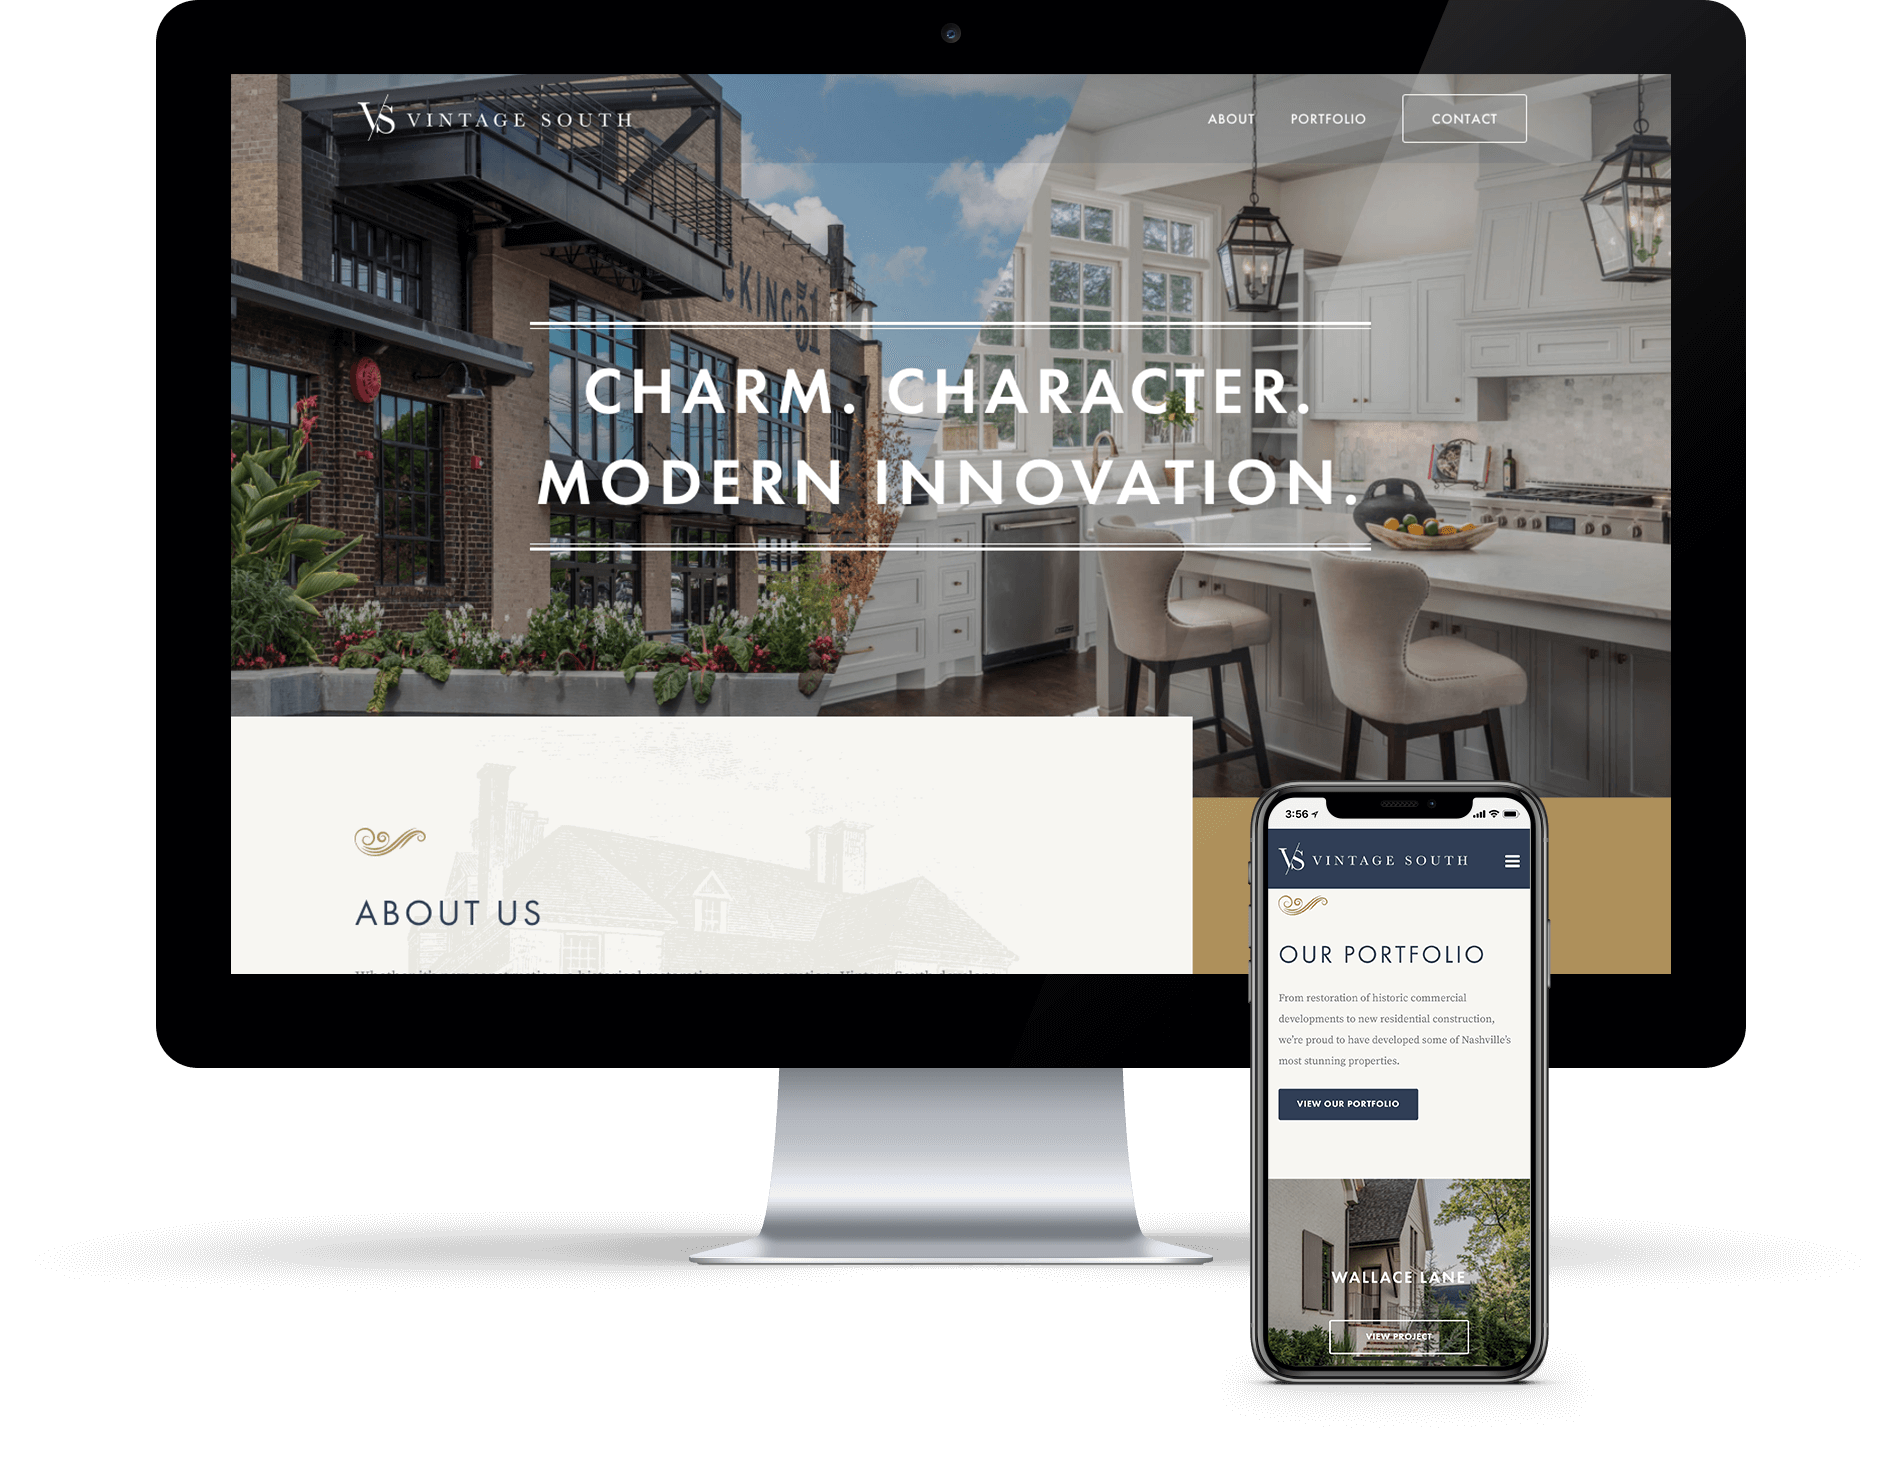 VS VINTAGE SOUTH
ABOUT
PORTFOLIO
CONTACT
CKING
51
CHARM. CHARACTER.
MODERN INNOVATION.
ABOUT US
3:56
VS VINTAGE SOUTH
OUR PORTFOLIO
From restoration of historic commercial
developments to new residential construction,
we're proud to have developed some of Nashville's
most stunning properties.
VIEW OUR PORTFOLIO
WALLACE LANE
VIEW PROJECT